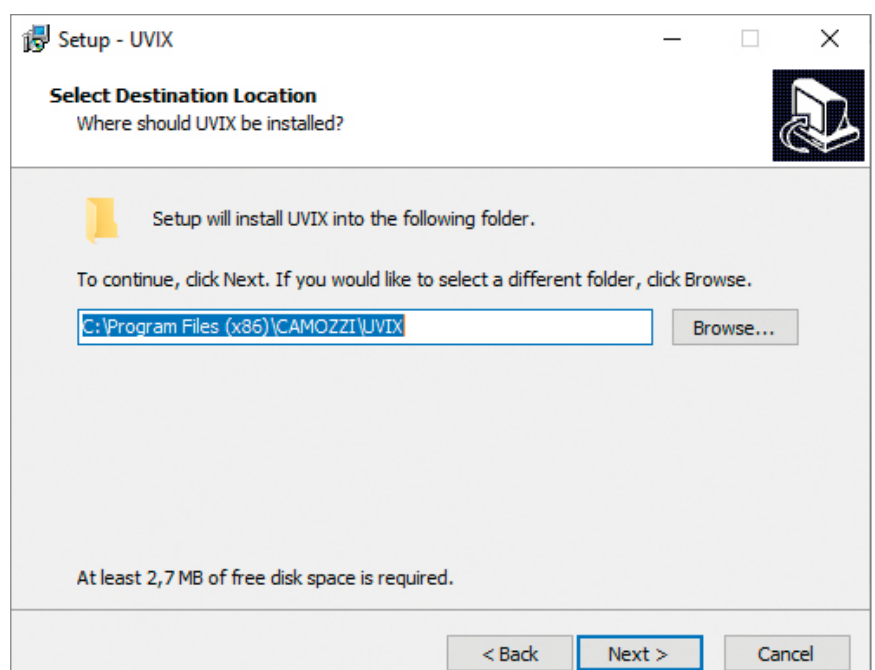 Setup - UVIX
Select Destination Location
Where should UVIX be installed?
Setup will install UVIX into the following folder.
To continue, click Next. If you would like to select a different folder, click Browse.
C:\Program Files (x86)\CAMOZZI\UVIX
Browse...
At least 2,7 MB of free disk space is required.
< Back
Next >
Cancel